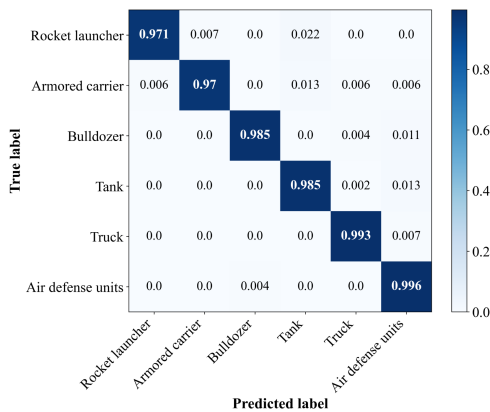 Rocket launcher 0.971 0.007 0.0 0.022 0.0 0.0
Armored carrier 0.006 0.97 0.0 0.013 0.006 0.006
Bulldozer 0.0 0.0 0.985 0.0 0.004 0.011
Tank 0.0 0.0 0.0 0.985 0.002 0.013
Truck 0.0 0.0 0.0 0.0 0.993 0.007
Air defense units 0.0 0.0 0.004 0.0 0.0 0.996
True label
Rocket launcher
Armored carrier
Bulldozer
Tank
Truck
Air defense units
Predicted label
0.8
0.6
0.4
0.2
0.0